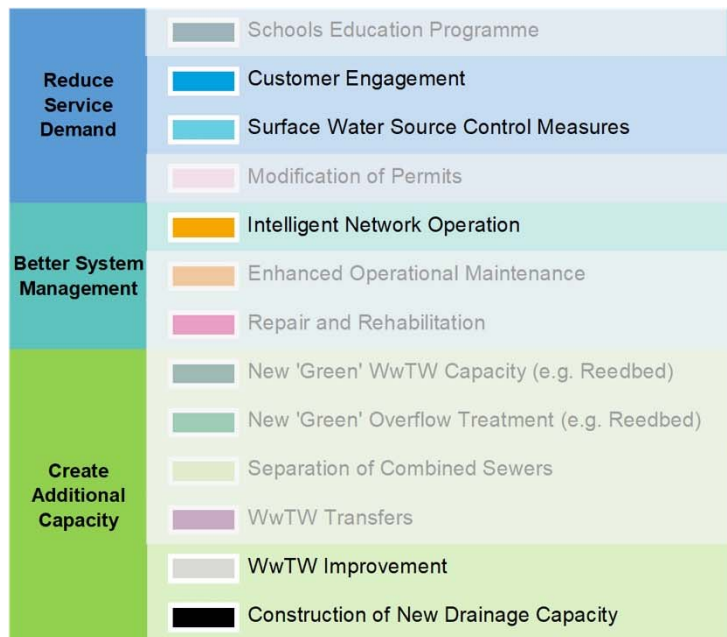 Reduce
Service
Demand
Schools Education Programme
Customer Engagement
Surface Water Source Control Measures
Modification of Permits
Better System
Management
Intelligent Network Operation
Enhanced Operational Maintenance
Repair and Rehabilitation
Create
Additional
Capacity
New 'Green' WwTW Capacity (e.g. Reedbed)
New 'Green' Overflow Treatment (e.g. Reedbed)
Separation of Combined Sewers
WwTW Transfers
WwTW Improvement
Construction of New Drainage Capacity